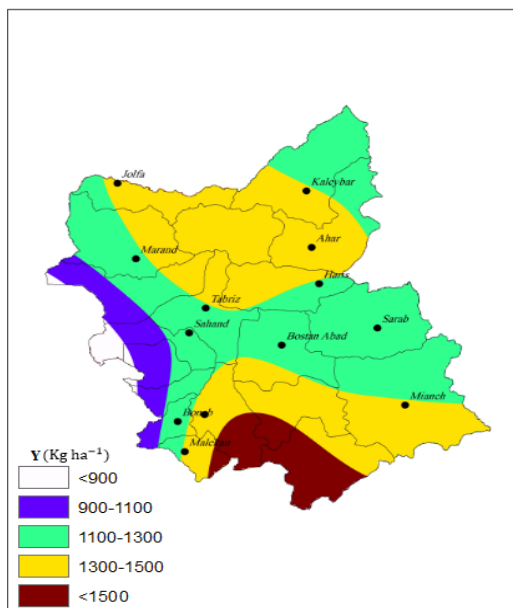 Jolfa
Kaleybar
Ahar
Marand
Haris
Tabriz
Sahand
Sarab
Bostan Abad
Mianeh
Bonab
Malekan
Y (Kg ha⁻¹)
<900
900-1100
1100-1300
1300-1500
<1500